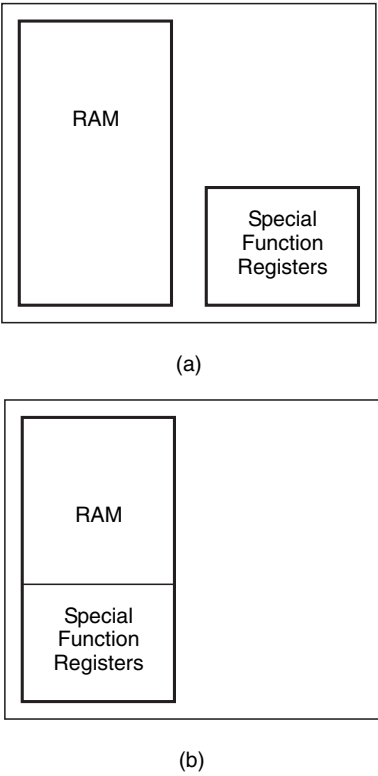 RAM
Special
Function
Registers
(a)
RAM
Special
Function
Registers
(b)